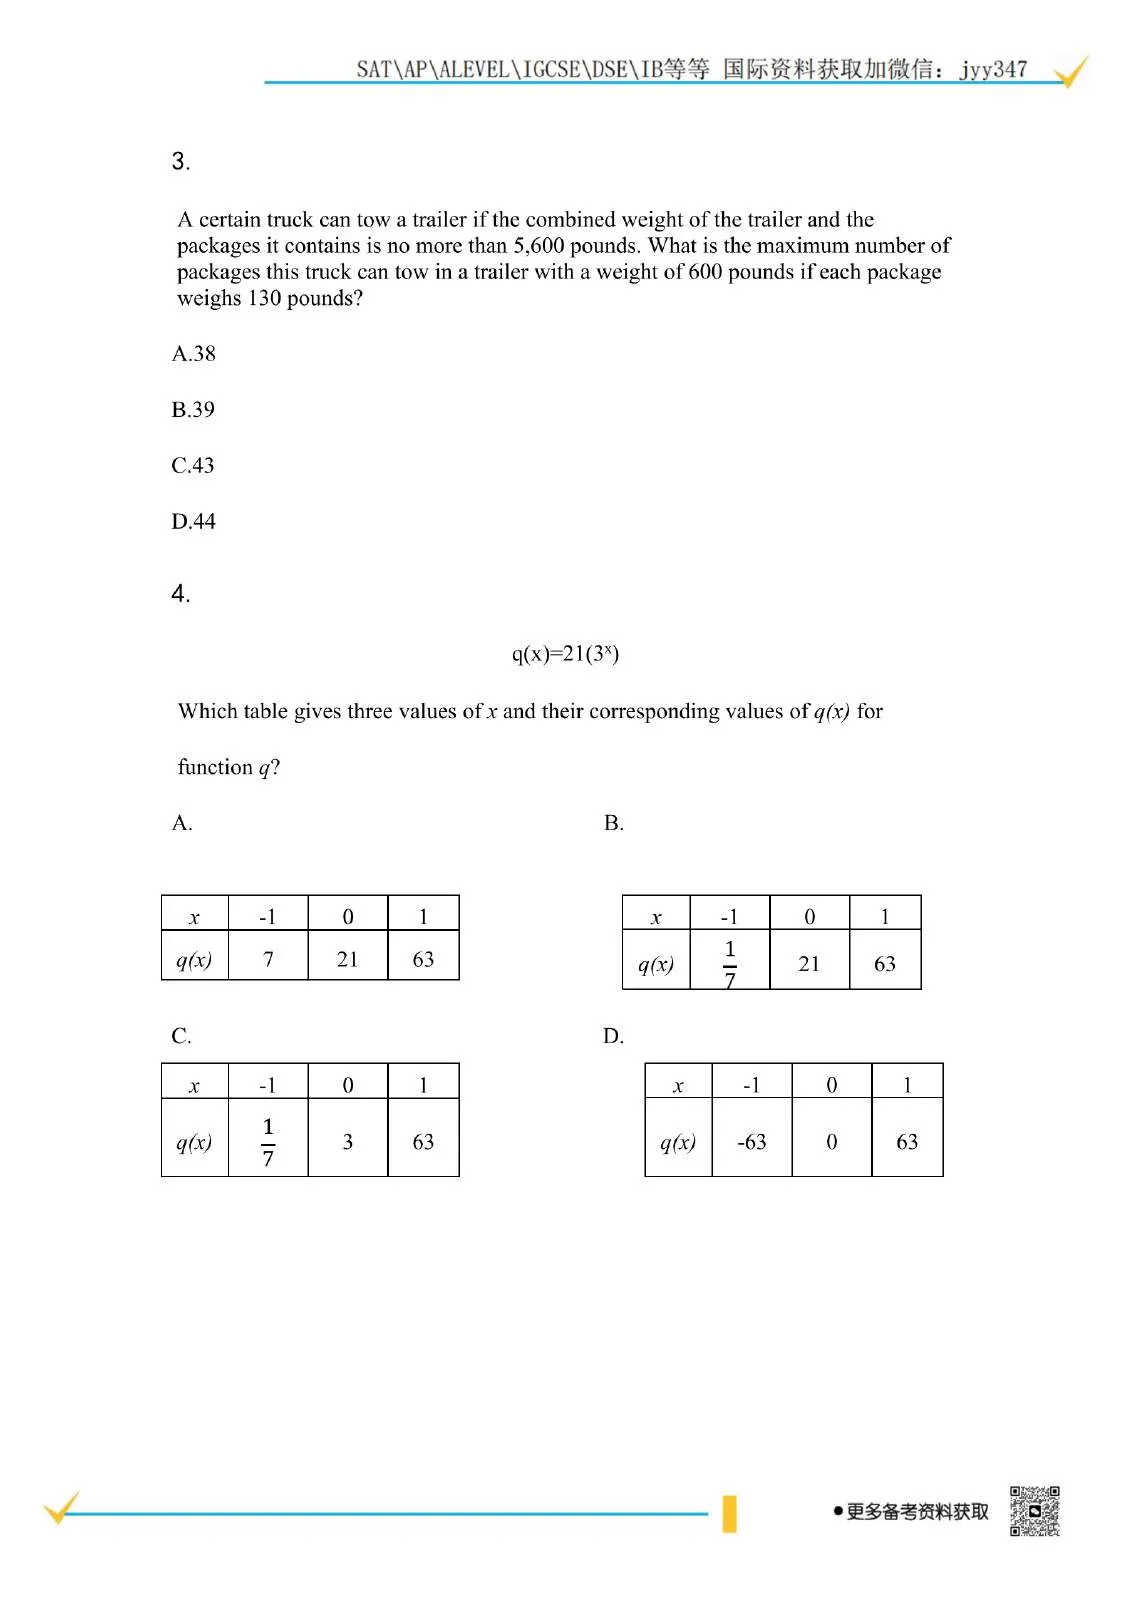 SAT\AP\ALEVEL\IGCSE\DSE\IB等等 国际资料获取加微信：jyy347
3.
A certain truck can tow a trailer if the combined weight of the trailer and the
packages it contains is no more than 5,600 pounds. What is the maximum number of
packages this truck can tow in a trailer with a weight of 600 pounds if each package
weighs 130 pounds?
A.38
B.39
C.43
D.44
4.
q(x)=21(3ˣ)
Which table gives three values of x and their corresponding values of q(x) for
function q?
A.
x -1 0 1
q(x) 7 21 63
B.
x -1 0 1
q(x) 1/7 21 63
C.
x -1 0 1
q(x) 1/7 3 63
D.
x -1 0 1
q(x) -63 0 63
●更多备考资料获取